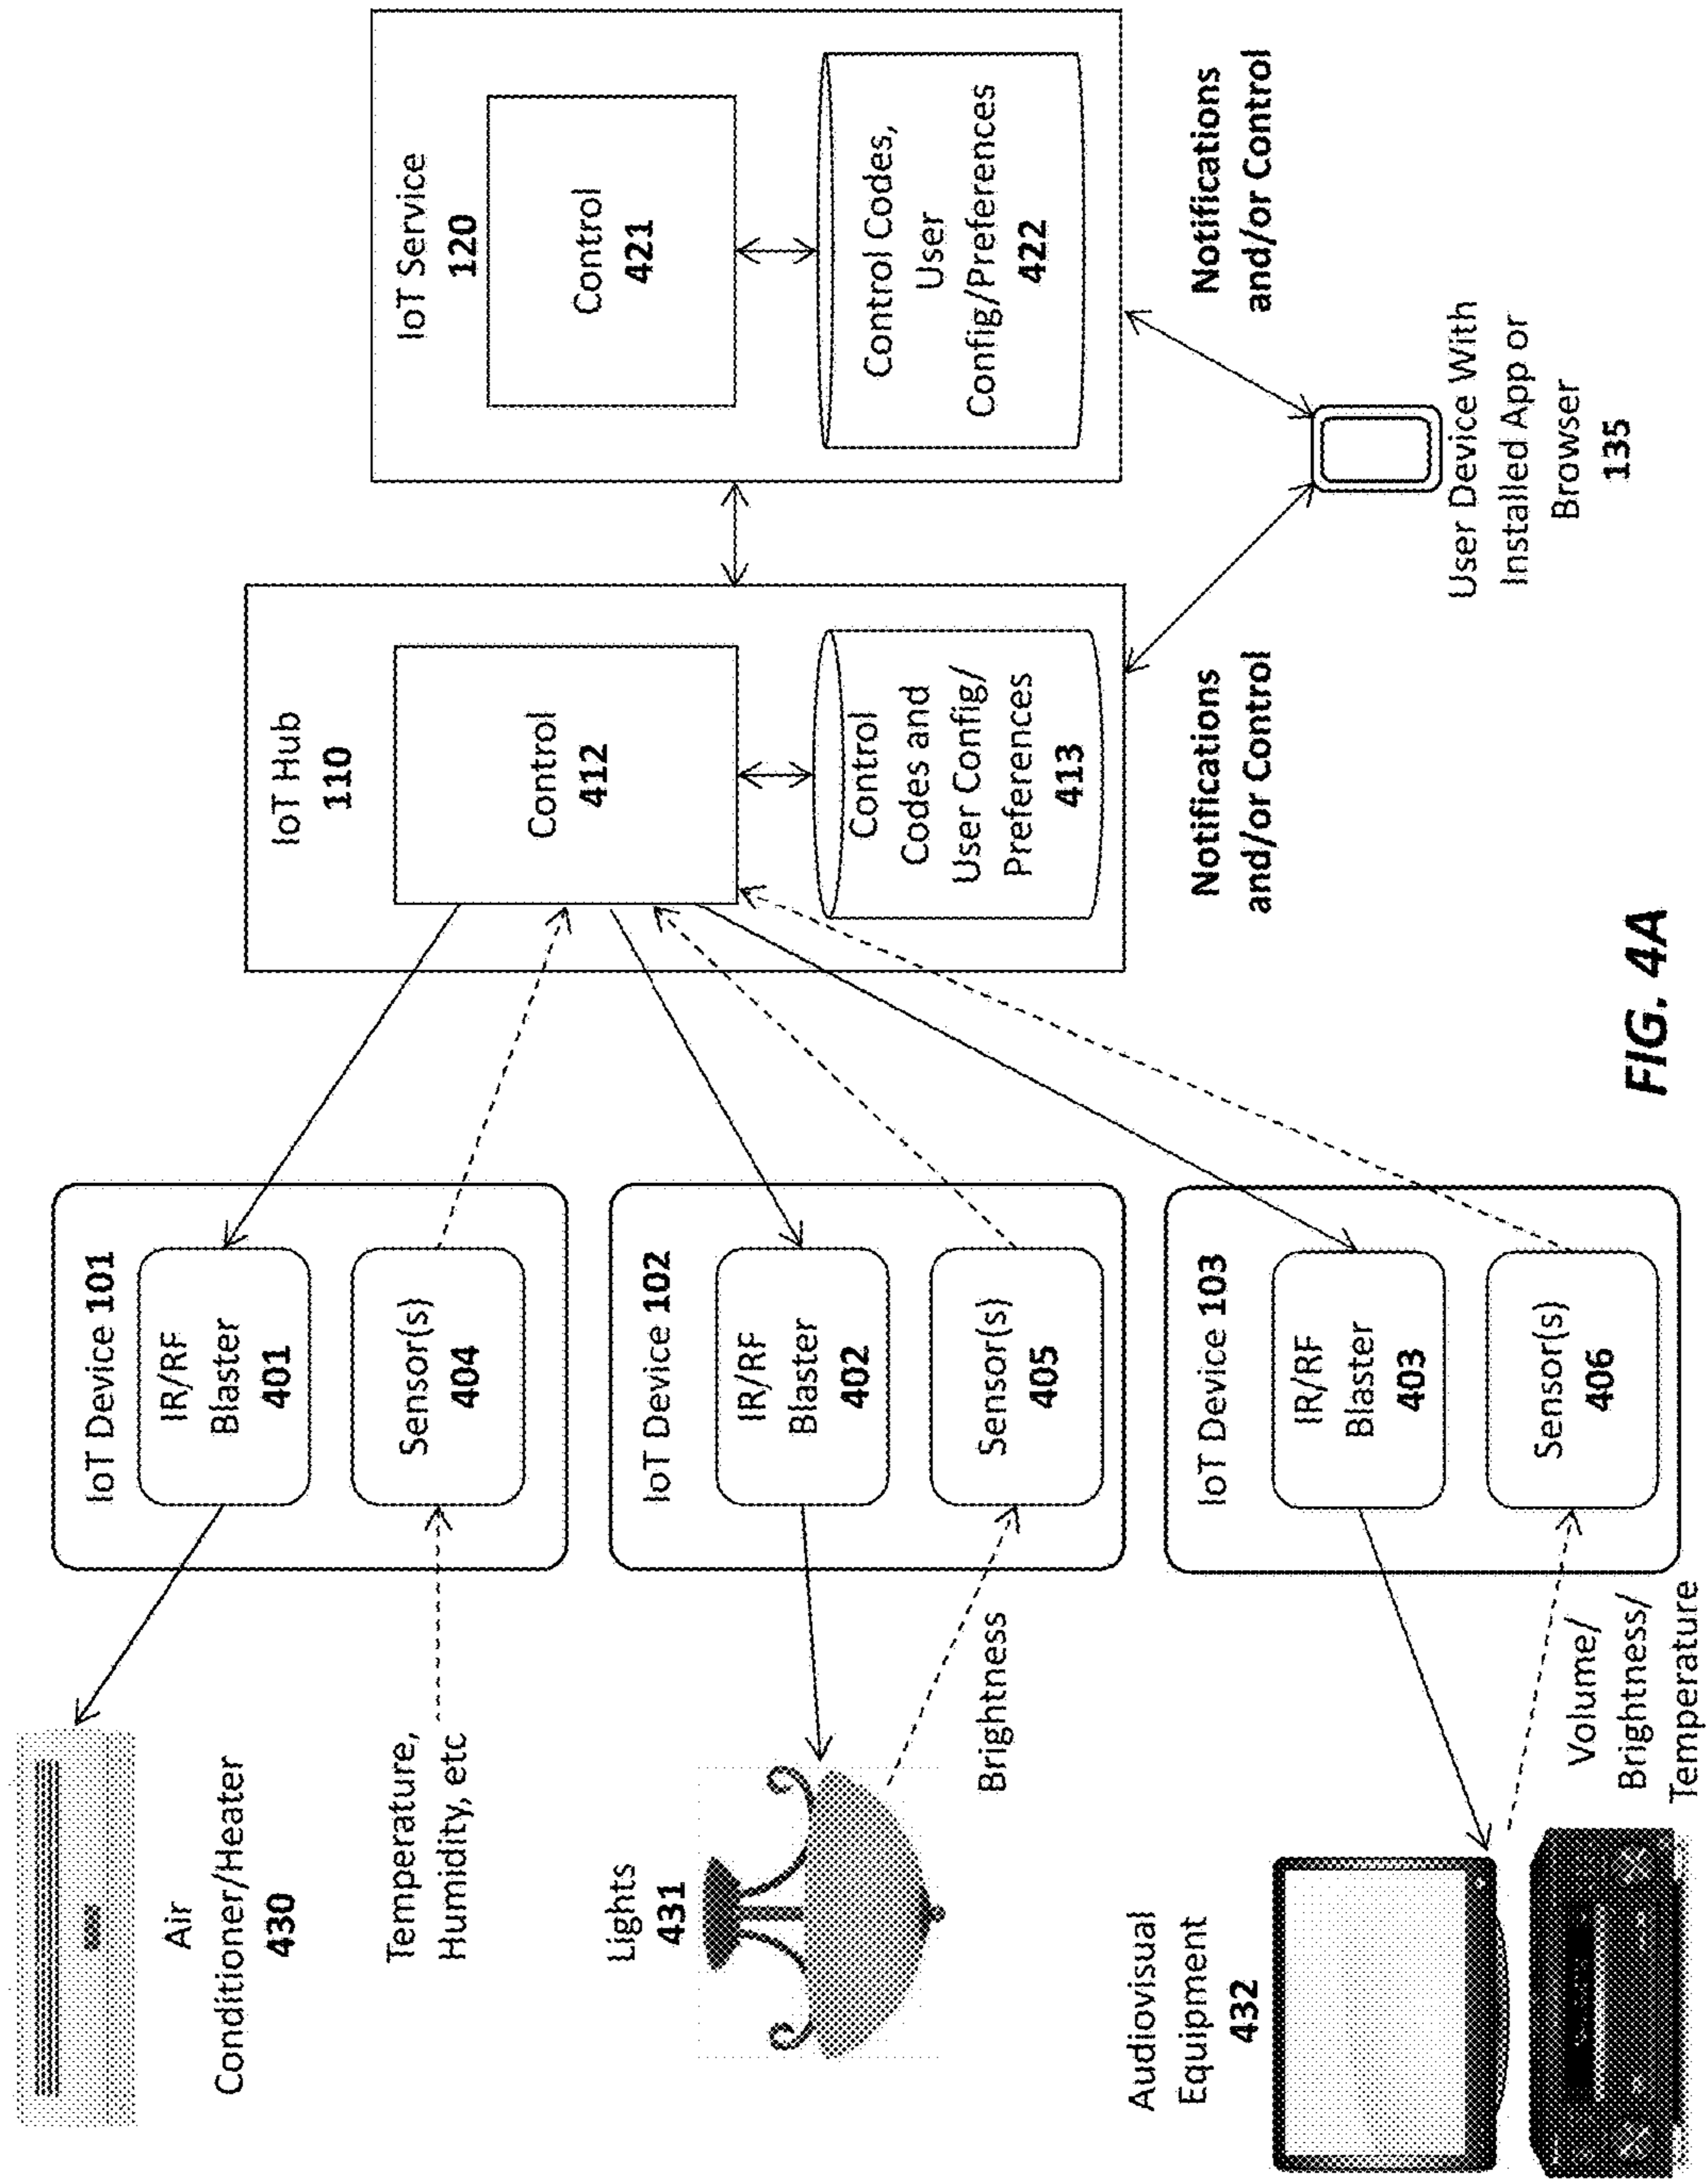 Air
Conditioner/Heater
430
Temperature,
Humidity, etc
Lights
431
Brightness
Audiovisual
Equipment
432
Volume/
Brightness/
Temperature
IoT Device 101
IR/RF
Blaster
401
Sensor(s)
404
IoT Device 102
IR/RF
Blaster
402
Sensor(s)
405
IoT Device 103
IR/RF
Blaster
403
Sensor(s)
406
IoT Hub
110
Control
412
Control
Codes and
User Config/
Preferences
413
Notifications
and/or Control
IoT Service
120
Control
421
Control Codes,
User
Config/Preferences
422
Notifications
and/or Control
User Device With
Installed App or
Browser
135
FIG. 4A